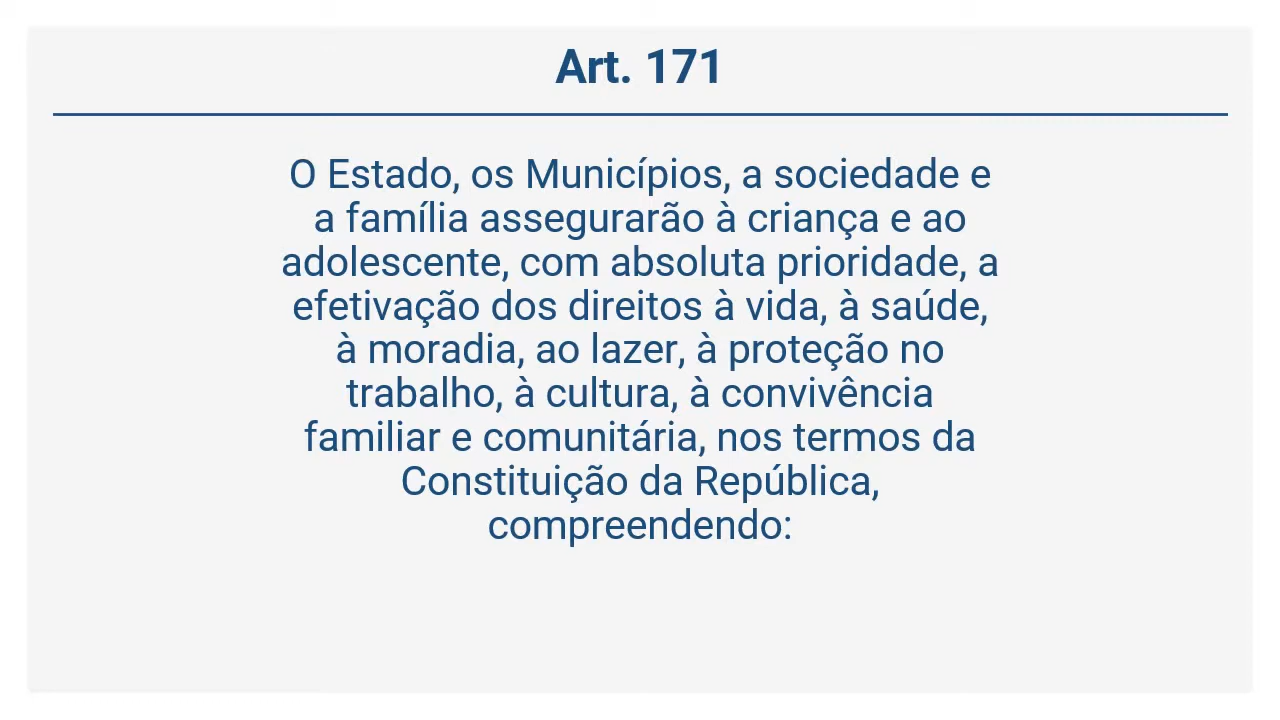 Art. 171
O Estado, os Municípios, a sociedade e
a família assegurarão à criança e ao
adolescente, com absoluta prioridade, a
efetivação dos direitos à vida, à saúde,
à moradia, ao lazer, à proteção no
trabalho, à cultura, à convivência
familiar e comunitária, nos termos da
Constituição da República,
compreendendo: